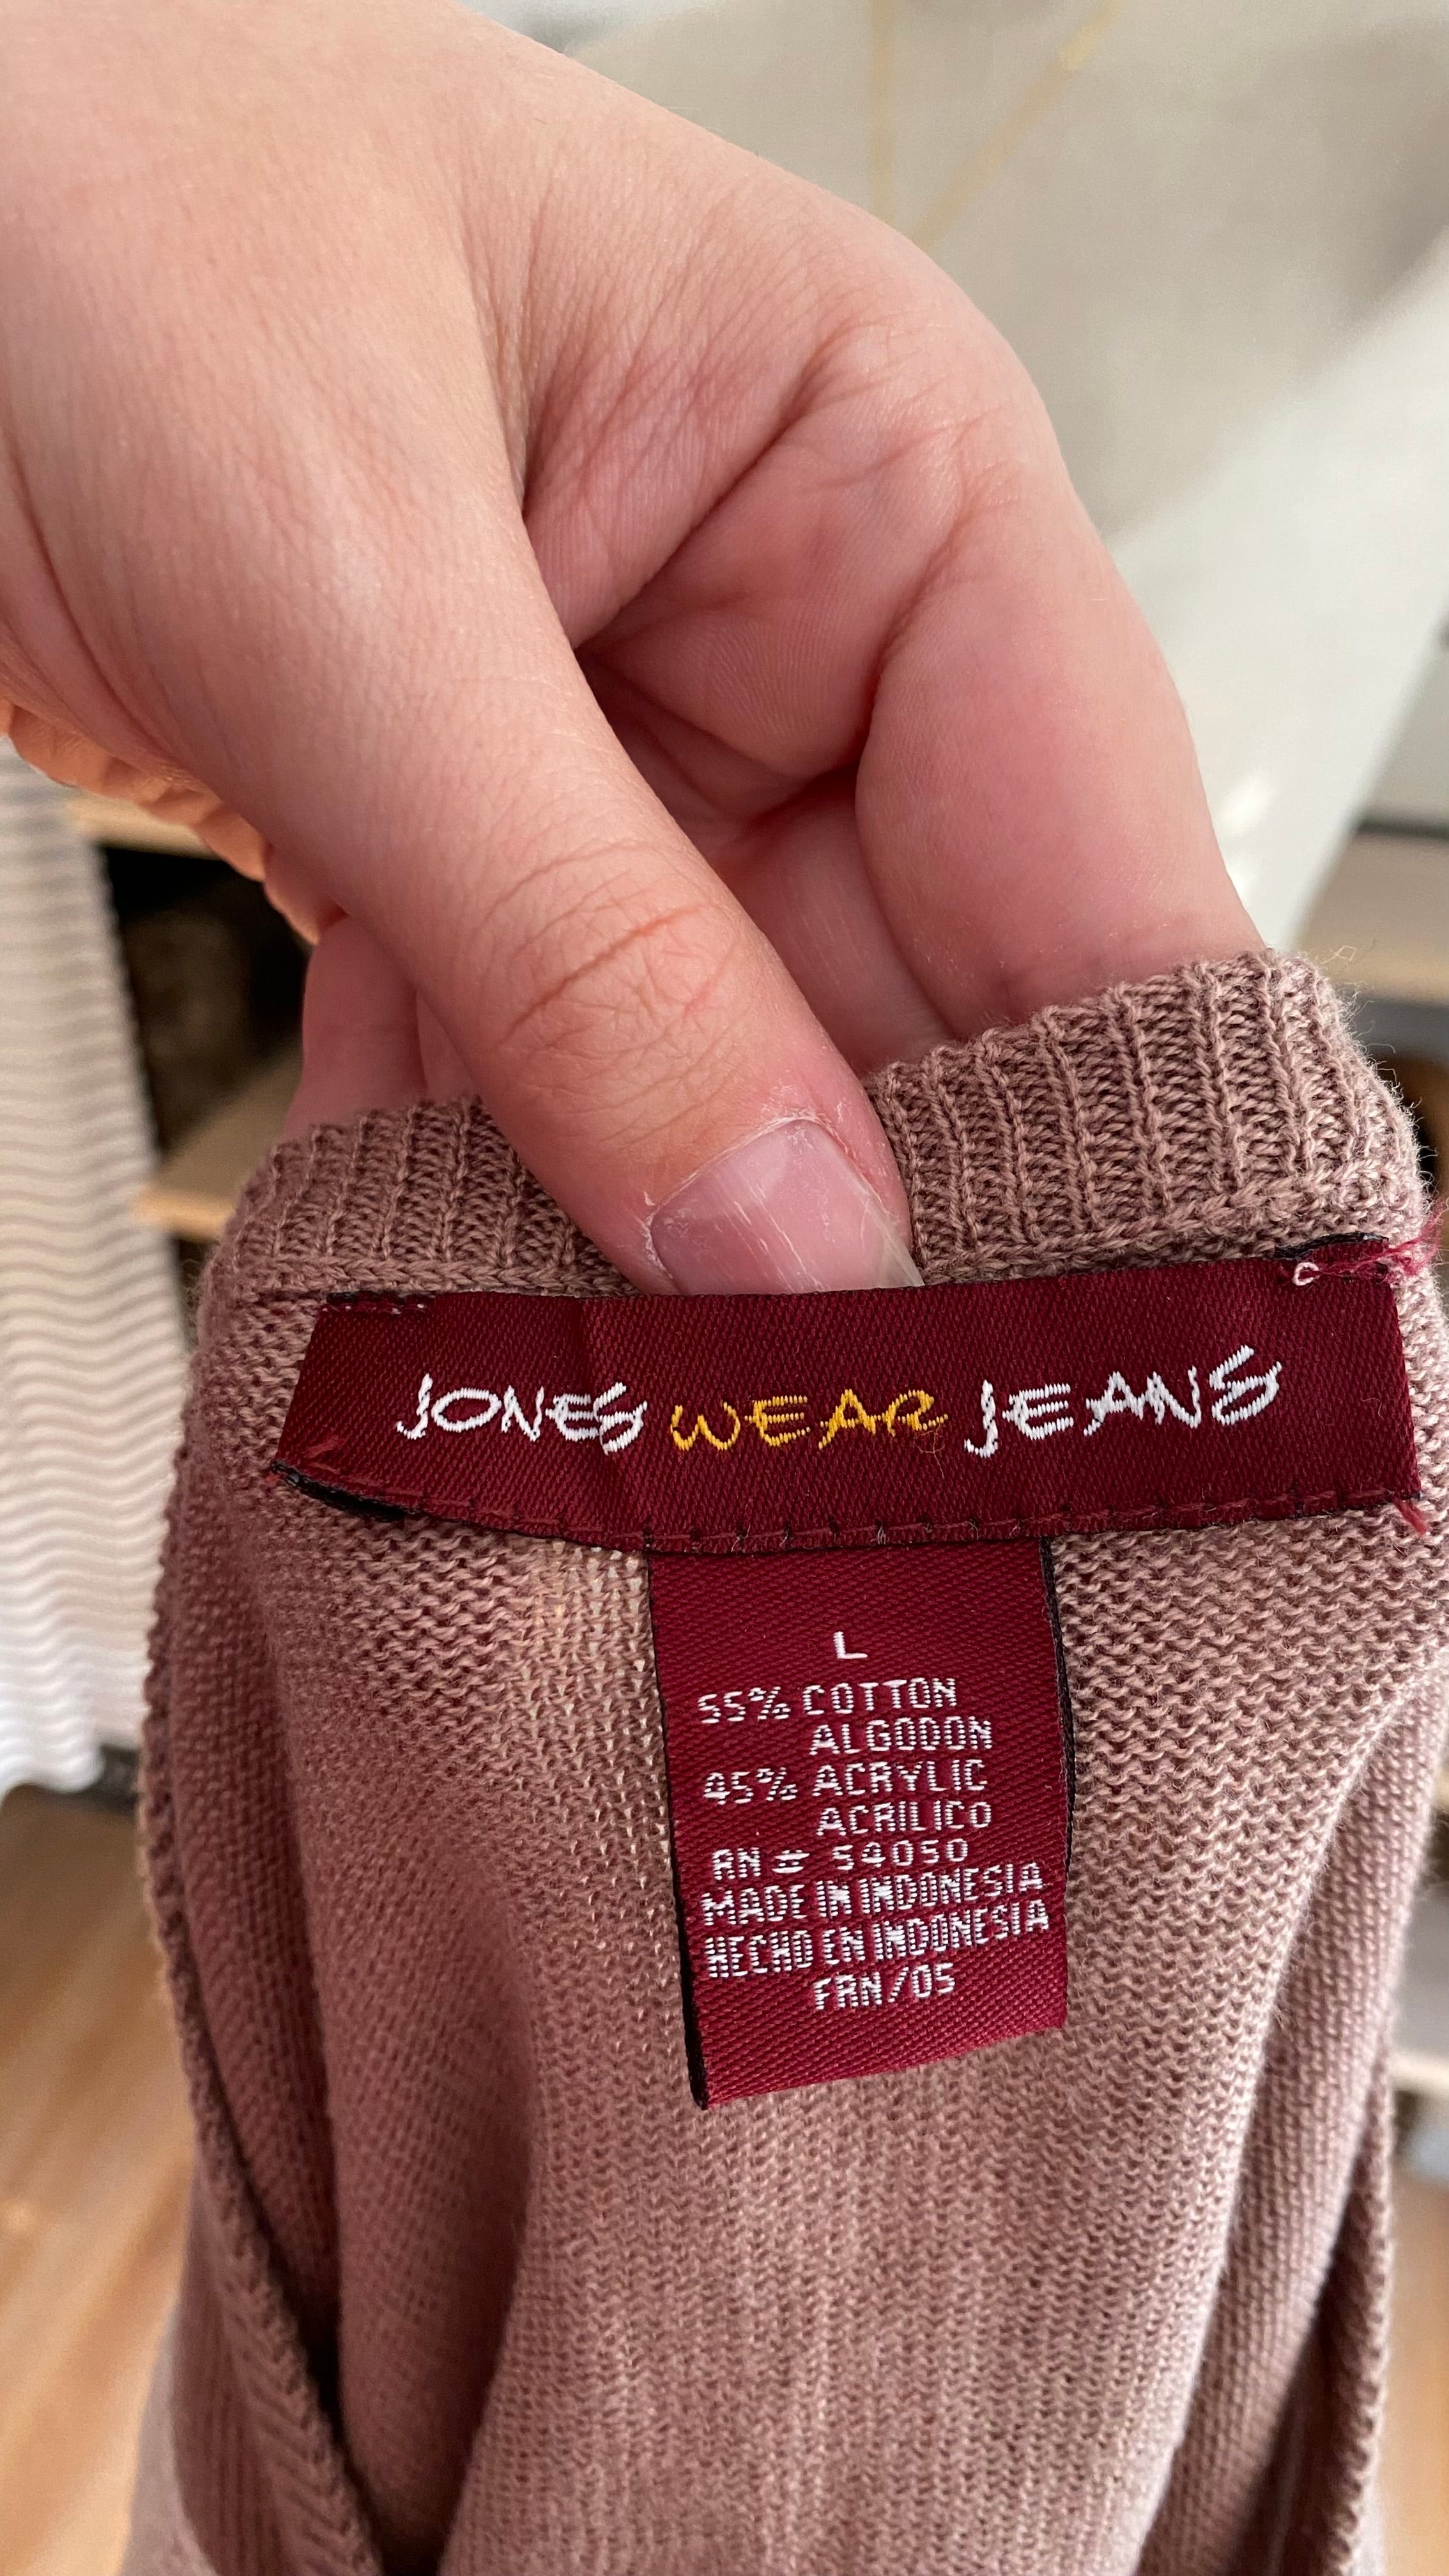 JONES WEAR JEANS
L
55% COTTON
ALGODON
45% ACRYLIC
ACRILICO
RN# 54050
MADE IN INDONESIA
HECHO EN INDONESIA
FRN/05